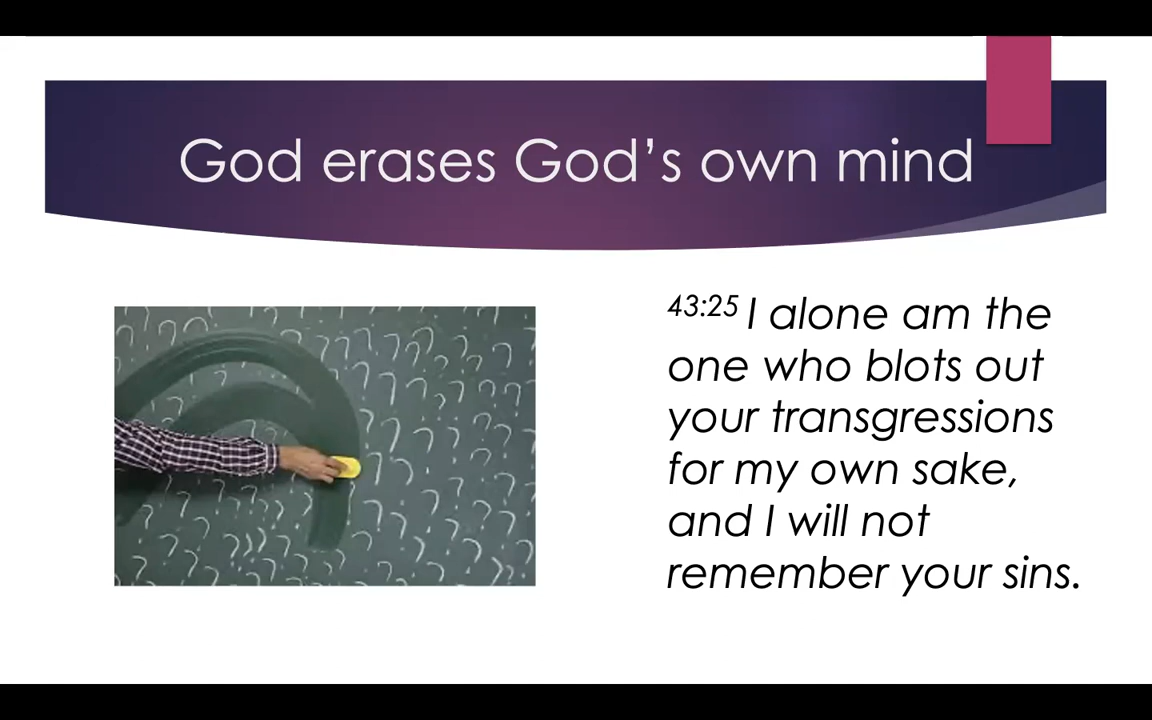 God erases God’s own mind
43:25 I alone am the
one who blots out
your transgressions
for my own sake,
and I will not
remember your sins.